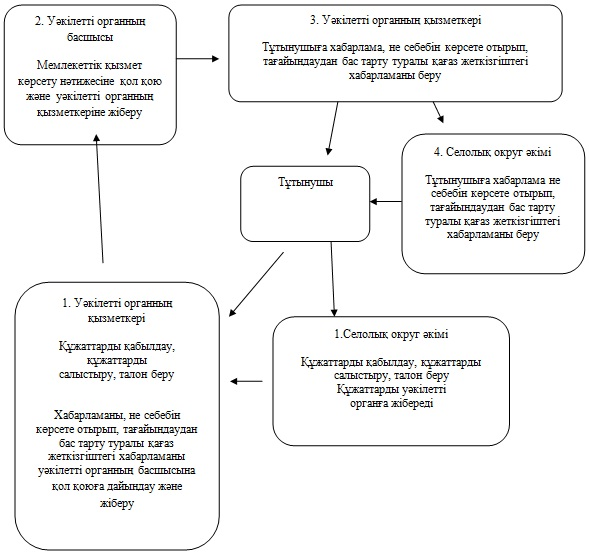 2. Уәкілетті органның
басшысы
Мемлекеттік қызмет
көрсету нәтижесіне қол қою
және уәкілетті органның
қызметкеріне жіберу
3. Уәкілетті органның қызметкері
Тұтынушыға хабарлама, не себебін көрсете отырып,
тағайындаудан бас тарту туралы қағаз жеткізгіштегі
хабарламаны беру
4. Селолық округ әкімі
Тұтынушыға хабарлама не
себебін көрсете отырып,
тағайындаудан бас тарту
туралы қағаз жеткізгіштегі
хабарламаны беру
Тұтынушы
1. Уәкілетті органның
қызметкері
Құжаттарды қабылдау,
құжаттарды
салыстыру, талон беру
Хабарламаны, не себебін
көрсете отырып, тағайындаудан
бас тарту туралы қағаз
жеткізгіштегі хабарламаны
уәкілетті органның басшысына
қол қоюға дайындау және
жіберу
1.Селолық округ әкімі
Құжаттарды қабылдау, құжаттарды
салыстыру, талон беру
Құжаттарды уәкілетті
органға жібереді